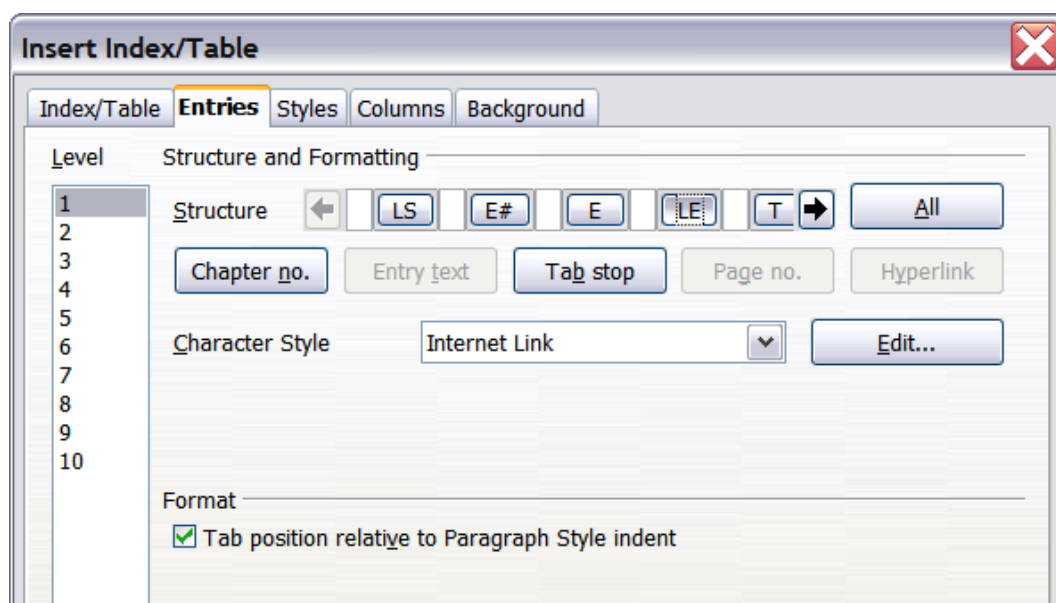 Insert Index/Table
Index/Table Entries Styles Columns Background
Level Structure and Formatting
1
Structure LS E# E LE T All
2
3
Chapter no. Entry text Tab stop Page no. Hyperlink
4
5
6
Character Style Internet Link Edit...
7
8
9
10
Format
Tab position relative to Paragraph Style indent